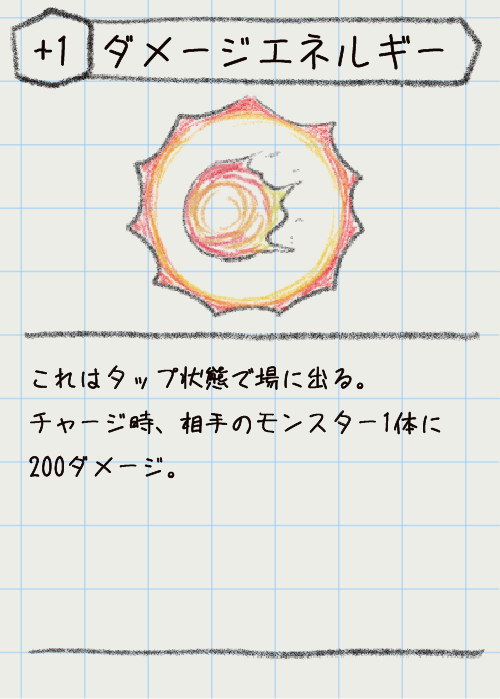 +1 ダメージエネルギー
これはタップ状態で場に出る。
チャージ時、相手のモンスター1体に
200ダメージ。